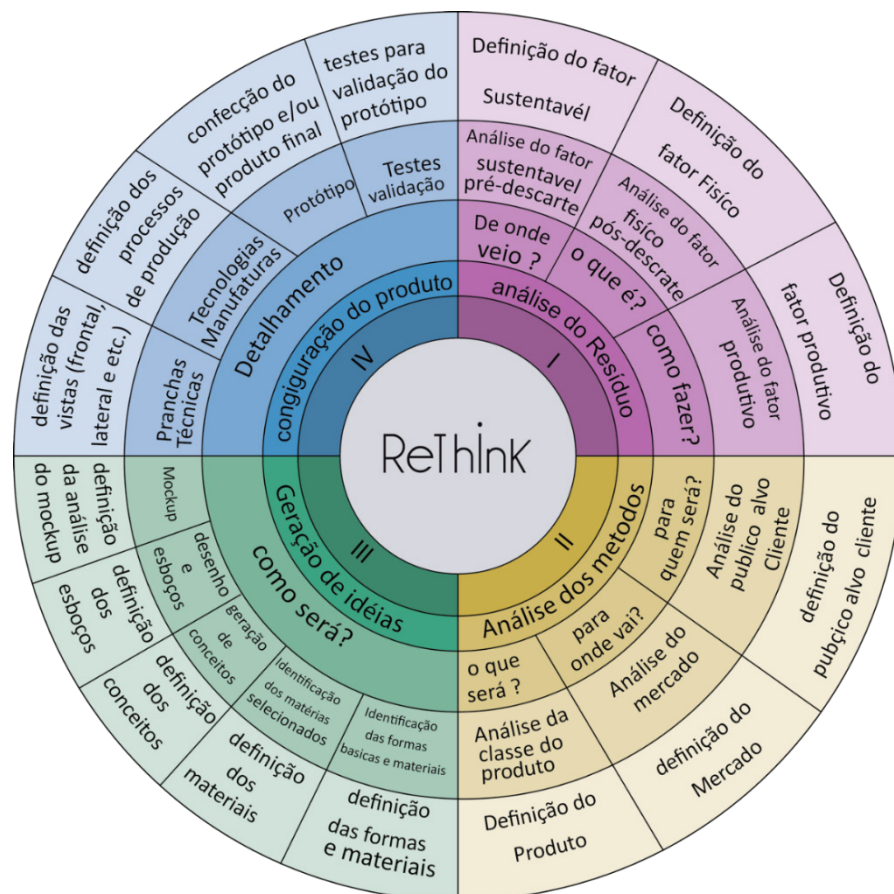 ReThink
I
análise do Resíduo
De onde
veio ?
o que é?
como fazer?
Análise do fator
sustentavel
pré-descarte
Análise do fator
fisíco
pós-descrate
Análise do fator
produtivo
Definição do fator
Sustentavél
Definição do
fator Fisíco
Definição do
fator produtivo
II
Análise dos metodos
para
quem será?
para
onde vai?
o que
será ?
Análise do
publico alvo
Cliente
Análise do
mercado
Análise da
classe do
produto
definição do
pubçico alvo cliente
definição do
Mercado
Definição do
Produto
III
Geração de idéias
como será?
Identificação
das formas
basicas e materiais
Identificação
dos matérias
selecionados
geração
de
conceitos
desenho
e
esboços
Mockup
definição
das formas
e materiais
definição
dos
materiais
definição
dos
conceitos
definição
dos
esboços
definição
da análise
do mockup
IV
congiguração do produto
Detalhamento
Pranchas
Técnicas
Tecnologias
Manufaturas
Protótipo
Testes
validação
definição das
vistas (frontal,
lateral e etc.)
definição dos
processos
de produção
confecção do
protótipo e/ou
produto final
testes para
validação do
protótipo